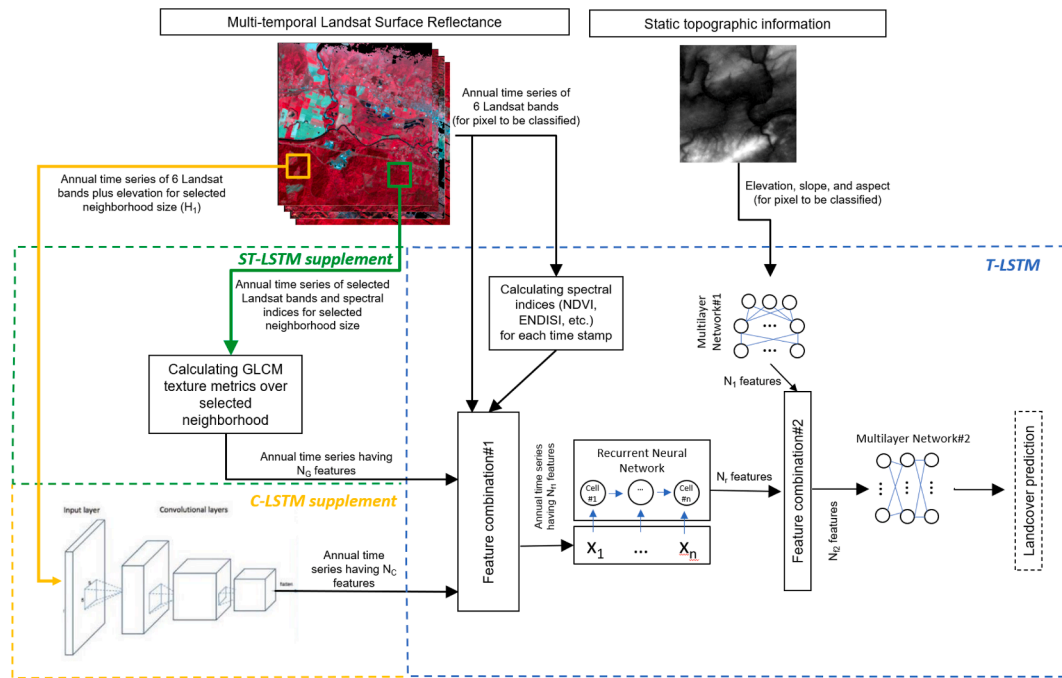 Multi-temporal Landsat Surface Reflectance
Static topographic information
Annual time series of
6 Landsat bands
(for pixel to be classified)
Annual time series of 6 Landsat
bands plus elevation for selected
neighborhood size (H1)
Elevation, slope, and aspect
(for pixel to be classified)
ST-LSTM supplement
T-LSTM
Annual time series of selected
Landsat bands and spectral
indices for selected
neighborhood size
Calculating spectral
indices (NDVI,
ENDISI, etc.)
for each time stamp
Multilayer
Network#1
Calculating GLCM
texture metrics over
selected
neighborhood
N1 features
Annual time series having
NG features
Feature combination#1
Annual time series
having Nf1 features
Recurrent Neural
Network
Cell
#1
...
Cell
#n
X1
...
Xn
Nr features
Feature combination#2
Nf2 features
Multilayer Network#2
Landcover prediction
C-LSTM supplement
Input layer
Convolutional layers
Annual time
series having NC
features